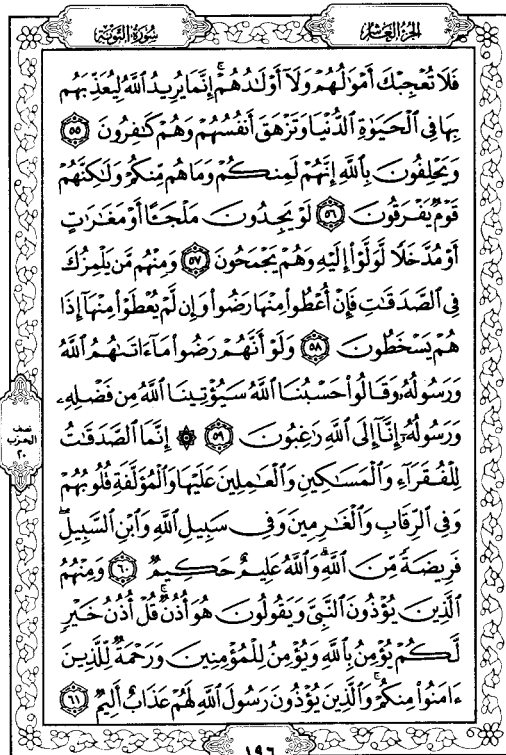 سُورَةُ التَّوْبَةِ
الجُزْءُ العَاشِرُ
فَلَا تُعْجِبْكَ أَمْوَٰلُهُمْ وَلَآ أَوْلَٰدُهُمْ ۚ إِنَّمَا يُرِيدُ ٱللَّهُ لِيُعَذِّبَهُم
بِهَا فِى ٱلْحَيَوٰةِ ٱلدُّنْيَا وَتَزْهَقَ أَنفُسُهُمْ وَهُمْ كَٰفِرُونَ ٥٥
وَيَحْلِفُونَ بِٱللَّهِ إِنَّهُمْ لَمِنكُمْ وَمَا هُم مِّنكُمْ وَلَٰكِنَّهُمْ
قَوْمٌ يَفْرَقُونَ ٥٦ لَوْ يَجِدُونَ مَلْجَـًٔا أَوْ مَغَٰرَٰتٍ
أَوْ مُدَّخَلًا لَّوَلَّوْا۟ إِلَيْهِ وَهُمْ يَجْمَحُونَ ٥٧ وَمِنْهُم مَّن يَلْمِزُكَ
فِى ٱلصَّدَقَٰتِ فَإِنْ أُعْطُوا۟ مِنْهَا رَضُوا۟ وَإِن لَّمْ يُعْطَوْا۟ مِنْهَآ إِذَا
هُمْ يَسْخَطُونَ ٥٨ وَلَوْ أَنَّهُمْ رَضُوا۟ مَآ ءَاتَىٰهُمُ ٱللَّهُ
وَرَسُولُهُۥ وَقَالُوا۟ حَسْبُنَا ٱللَّهُ سَيُؤْتِينَا ٱللَّهُ مِن فَضْلِهِۦ
وَرَسُولُهُۥٓ إِنَّآ إِلَى ٱللَّهِ رَٰغِبُونَ ٥٩ ۞ إِنَّمَا ٱلصَّدَقَٰتُ
لِلْفُقَرَآءِ وَٱلْمَسَٰكِينِ وَٱلْعَٰمِلِينَ عَلَيْهَا وَٱلْمُؤَلَّفَةِ قُلُوبُهُمْ
وَفِى ٱلرِّقَابِ وَٱلْغَٰرِمِينَ وَفِى سَبِيلِ ٱللَّهِ وَٱبْنِ ٱلسَّبِيلِ ۖ
فَرِيضَةً مِّنَ ٱللَّهِ ۗ وَٱللَّهُ عَلِيمٌ حَكِيمٌ ٦٠ وَمِنْهُمُ
ٱلَّذِينَ يُؤْذُونَ ٱلنَّبِىَّ وَيَقُولُونَ هُوَ أُذُنٌ ۚ قُلْ أُذُنُ خَيْرٍ
لَّكُمْ يُؤْمِنُ بِٱللَّهِ وَيُؤْمِنُ لِلْمُؤْمِنِينَ وَرَحْمَةٌ لِّلَّذِينَ
ءَامَنُوا۟ مِنكُمْ ۚ وَٱلَّذِينَ يُؤْذُونَ رَسُولَ ٱللَّهِ لَهُمْ عَذَابٌ أَلِيمٌ ٦١
نصف
الحزب
٢٠
١٩٦